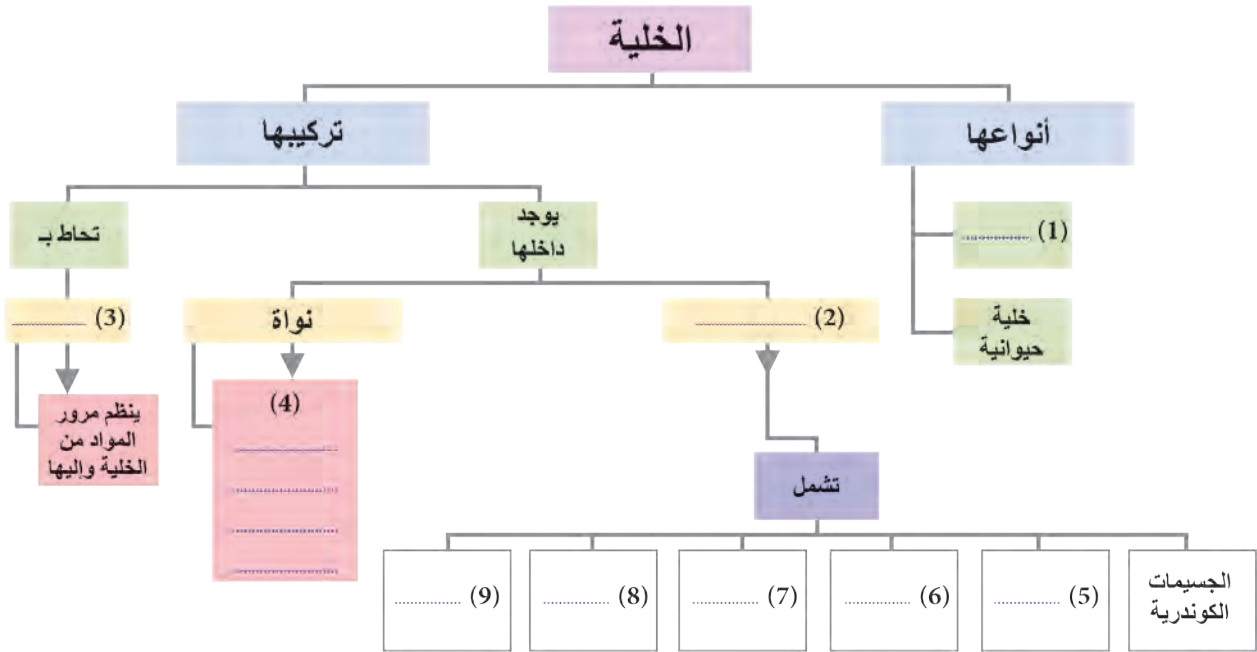 الخلية
أنواعها
تركيبها
(1) ............
خلية
حيوانية
يوجد
داخلها
تحاط بـ
(2) ............
نواة
(3) ............
(4)
............
............
............
............
ينظم مرور
المواد من
الخلية وإليها
تشمل
الجسيمات
الكوندرية
(5) ............
(6) ............
(7) ............
(8) ............
(9) ............